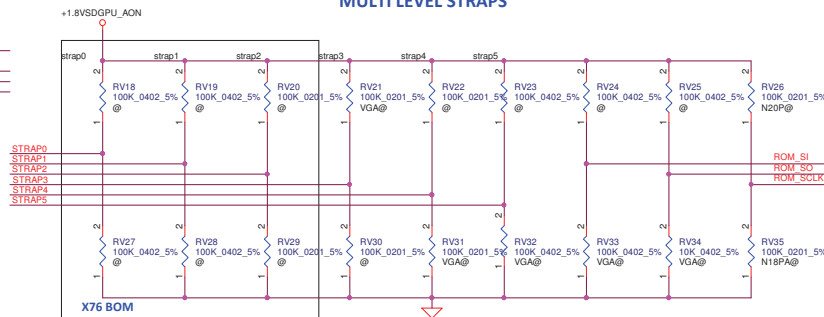 MULTI LEVEL STRAPS
+1.8VSDGPU_AON
strap0 strap1 strap2 strap3 strap4 strap5
2 2 2 2 2 2 2 2 2
RV18 RV19 RV20 RV21 RV22 RV23 RV24 RV25 RV26
100K_0402_5% 100K_0402_5% 100K_0201_5% 100K_0201_5% 100K_0201_5% 100K_0402_5% 100K_0402_5% 100K_0402_5% 100K_0201_5%
@ @ @ VGA@ @ @ @ @ N20P@
1 1 1 1 1 1 1 1 1
STRAP0
STRAP1 ROM_SI
STRAP2 ROM_SO
STRAP3 ROM_SCLK
STRAP4
STRAP5
2 2 2 2 2 2 2 2 2
RV27 RV28 RV29 RV30 RV31 RV32 RV33 RV34 RV35
100K_0402_5% 100K_0402_5% 100K_0201_5% 100K_0201_5% 100K_0201_5% 100K_0402_5% 100K_0402_5% 10K_0402_5% 100K_0201_5%
@ @ @ @ VGA@ VGA@ VGA@ VGA@ N18PA@
1 1 1 1 1 1 1 1 1
X76 BOM